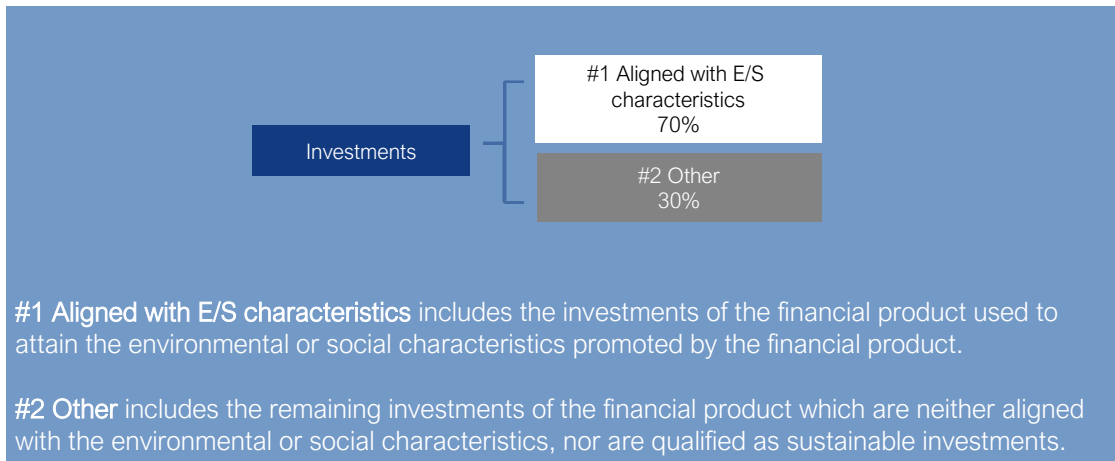 #1 Aligned with E/S
characteristics
70%
Investments
#2 Other
30%
#1 Aligned with E/S characteristics includes the investments of the financial product used to
attain the environmental or social characteristics promoted by the financial product.
#2 Other includes the remaining investments of the financial product which are neither aligned
with the environmental or social characteristics, nor are qualified as sustainable investments.